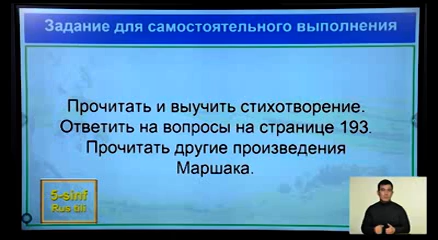 Задание для самостоятельного выполнения
Прочитать и выучить стихотворение.
Ответить на вопросы на странице 193.
Прочитать другие произведения
Маршака.
5-sinf
Rus tili